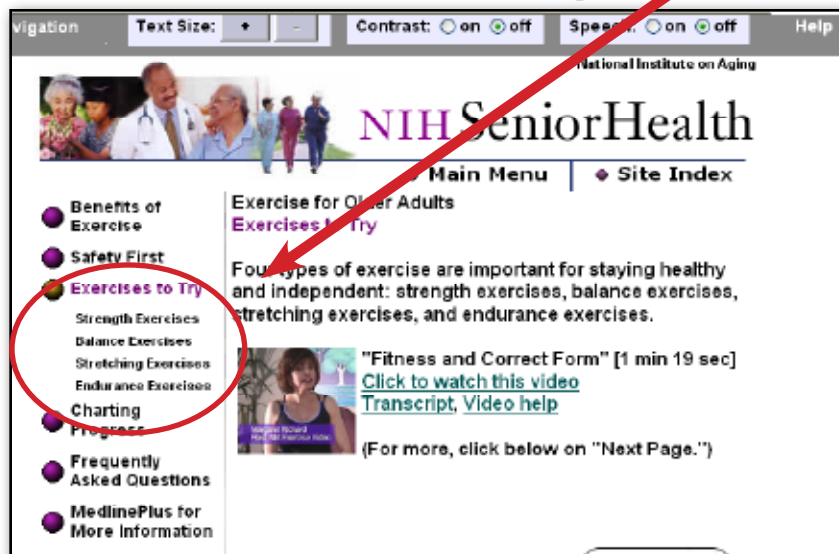 vigation Text Size: + - Contrast: on off Speech: on off Help
National Institute on Aging
NIH SeniorHealth
Main Menu Site Index
Benefits of
Exercise
Safety First
Exercises to Try
Strength Exercises
Balance Exercises
Stretching Exercises
Endurance Exercises
Charting
Progress
Frequently
Asked Questions
MedlinePlus for
More Information
Exercise for Older Adults
Exercises to Try
Four types of exercise are important for staying healthy
and independent: strength exercises, balance exercises,
stretching exercises, and endurance exercises.
"Fitness and Correct Form" [1 min 19 sec]
Click to watch this video
Transcript, Video help
Margaret Richard
(For more, click below on "Next Page.")